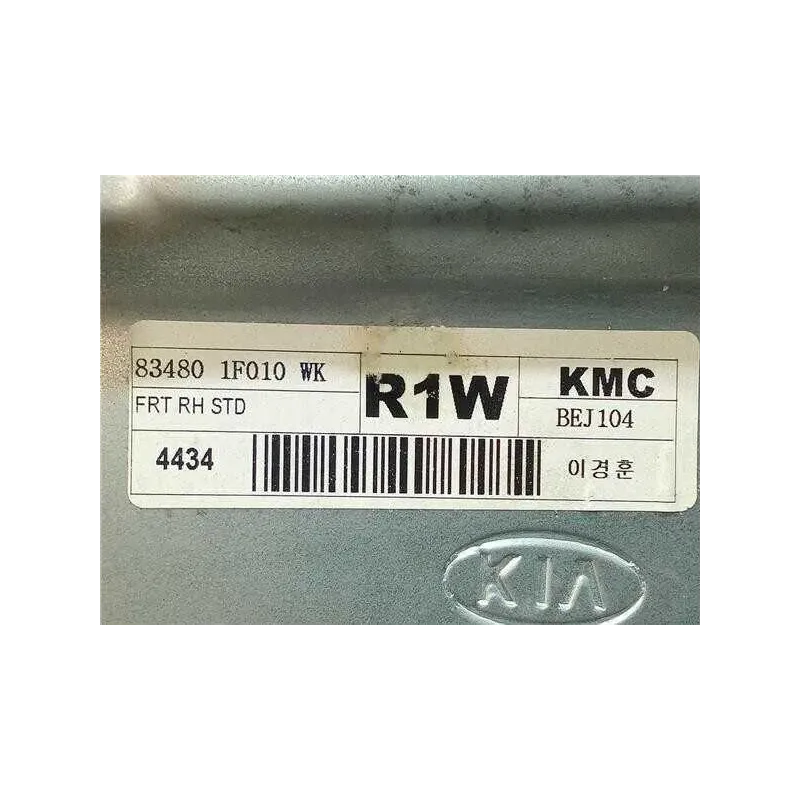 83480 1F010 WK
FRT RH STD
R1W
KMC
BEJ104
4434
이경훈
KIA